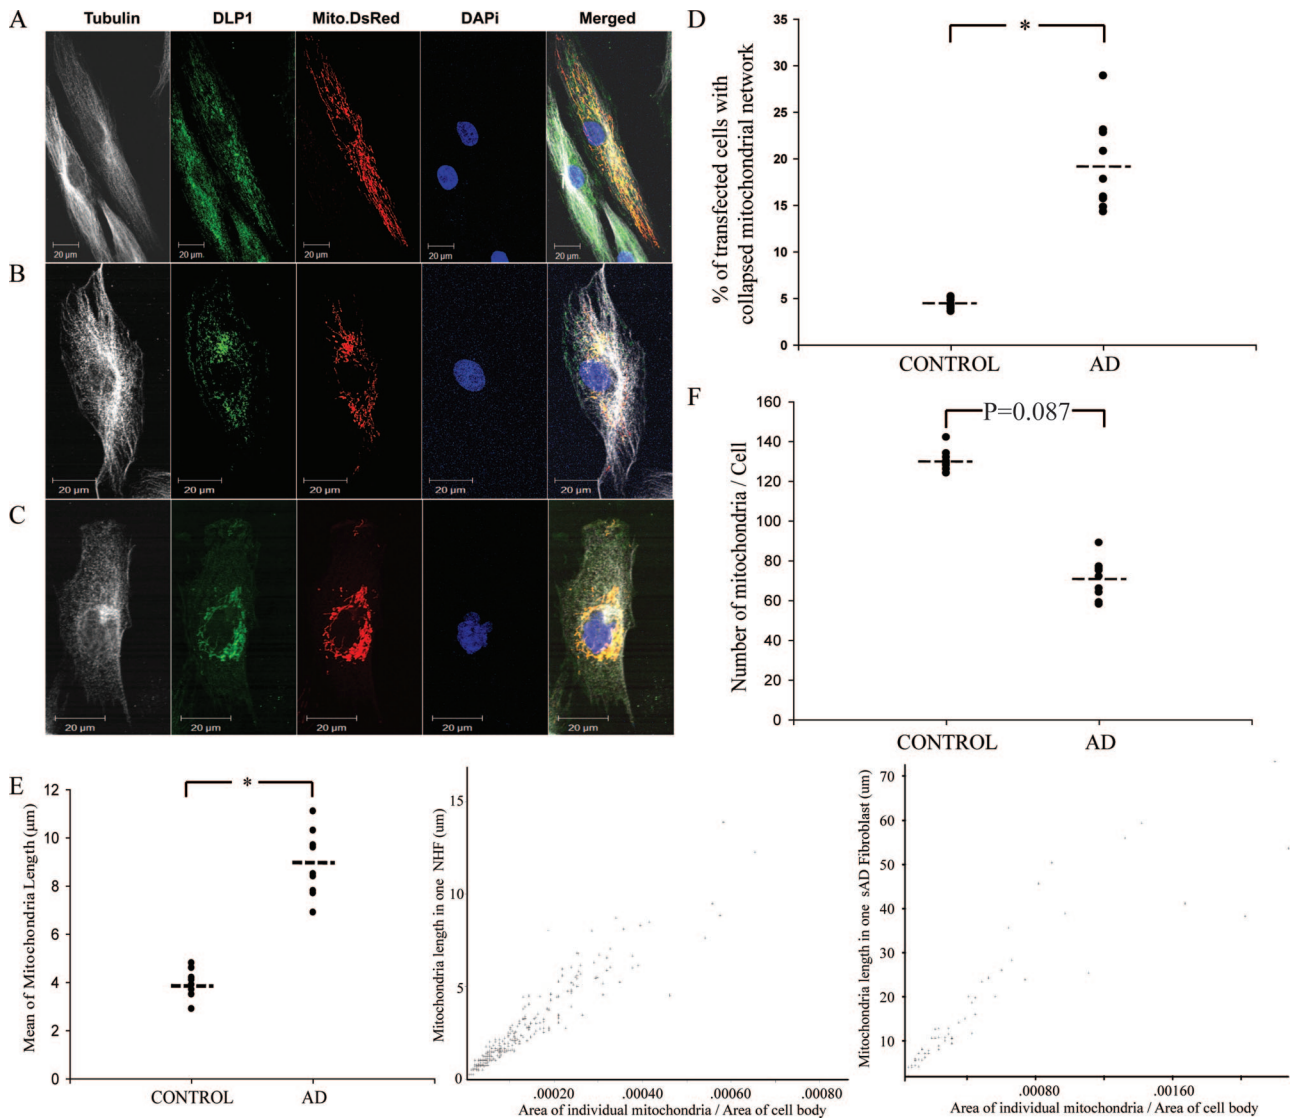 A
Tubulin DLP1 Mito.DsRed DAPi Merged
20 µm 20 µm 20 µm 20 µm 20 µm
B
20 µm 20 µm 20 µm 20 µm 20 µm
C
20 µm 20 µm 20 µm 20 µm 20 µm
D
% of transfected cells with
collapsed mitochondrial network
35
30
25
20
15
10
5
0
*
CONTROL AD
F
Number of mitochondria / Cell
160
140
120
100
80
60
40
20
0
P=0.087
CONTROL AD
E
Mean of Mitochondria Length (µm)
12
10
8
6
4
2
0
*
CONTROL AD
Mitochondria length in one NHF (um)
15
10
5
0
.00020 .00040 .00060 .00080
Area of individual mitochondria / Area of cell body
Mitochondria length in one sAD Fibroblast (um)
70
60
50
40
30
20
10
.00080 .00160
Area of individual mitochondria / Area of cell body